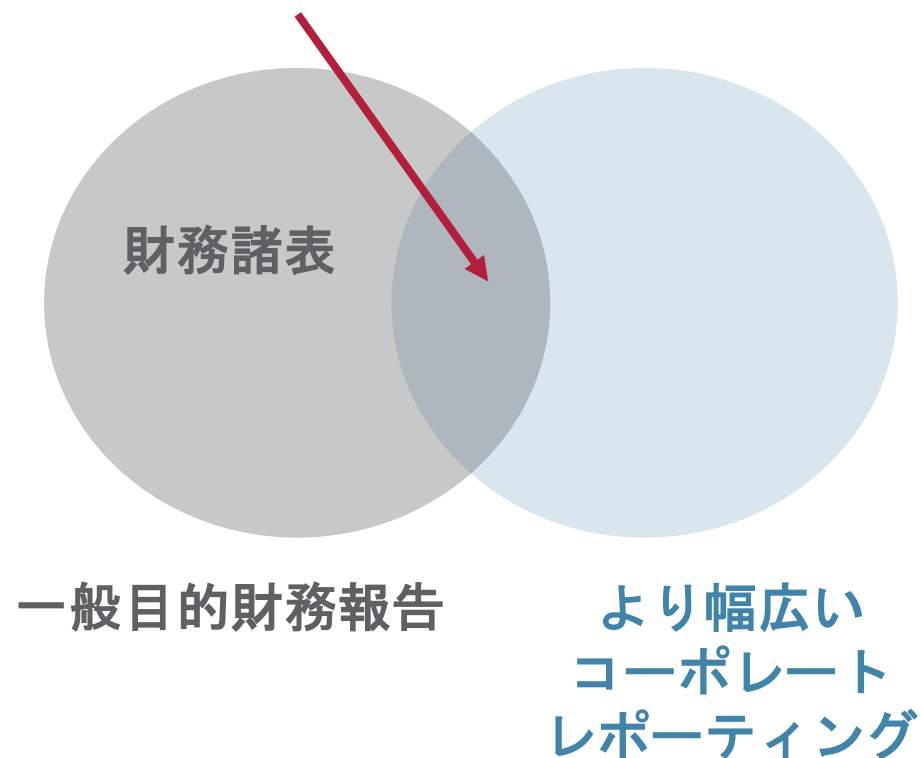 財務諸表
一般目的財務報告
より幅広い
コーポレート
レポーティング